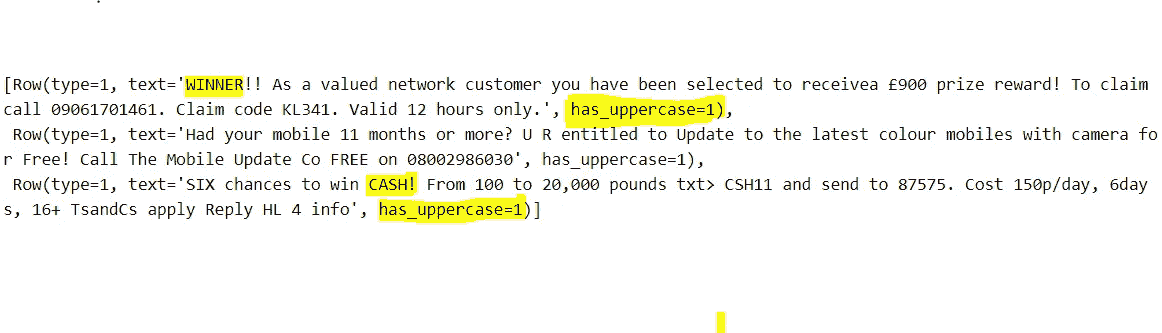 [Row(type=1, text='WINNER!! As a valued network customer you have been selected to receivea £900 prize reward! To claim
call 09061701461. Claim code KL341. Valid 12 hours only.', has_uppercase=1),
Row(type=1, text='Had your mobile 11 months or more? U R entitled to Update to the latest colour mobiles with camera fo
r Free! Call The Mobile Update Co FREE on 08002986030', has_uppercase=1),
Row(type=1, text='SIX chances to win CASH! From 100 to 20,000 pounds txt> CSH11 and send to 87575. Cost 150p/day, 6day
s, 16+ TsandCs apply Reply HL 4 info', has_uppercase=1)]